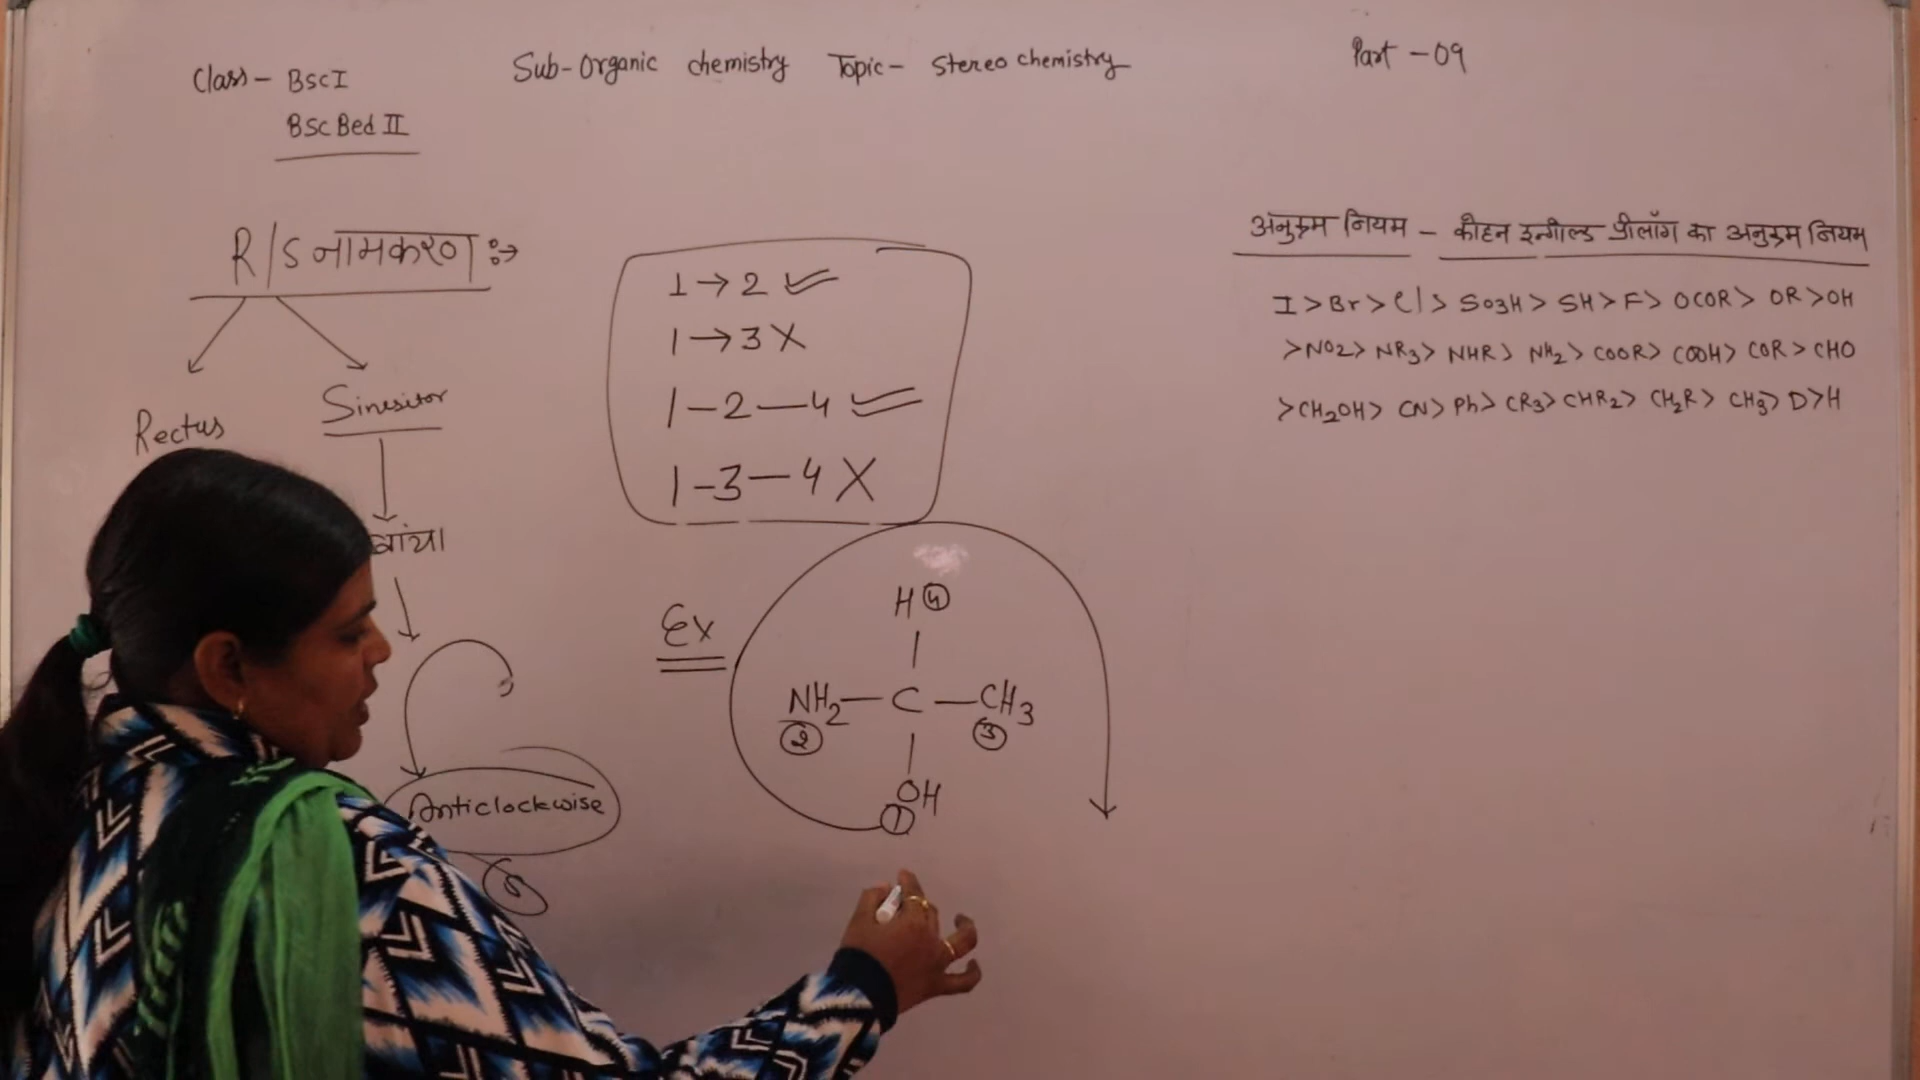 Class - BSc I
BSc Bed II
Sub- Organic chemistry Topic- Stereo chemistry
Part - 09
R/S नामकरण :→
Rectus
Sinesitor
बांया
Anticlockwise
S
1 → 2 ✓
1 → 3 X
1 - 2 - 4 ✓
1 - 3 - 4 X
Ex
H ④
NH2 - C - CH3
② ③
OH
①
अनुक्रम नियम - कॉहन इन्गोल्ड प्रीलॉग का अनुक्रम नियम
I > Br > Cl > SO3H > SH > F > OCOR > OR > OH
> NO2 > NR3 > NHR > NH2 > COOR > COOH > COR > CHO
> CH2OH > CN > Ph > CR3 > CHR2 > CH2R > CH3 > D > H